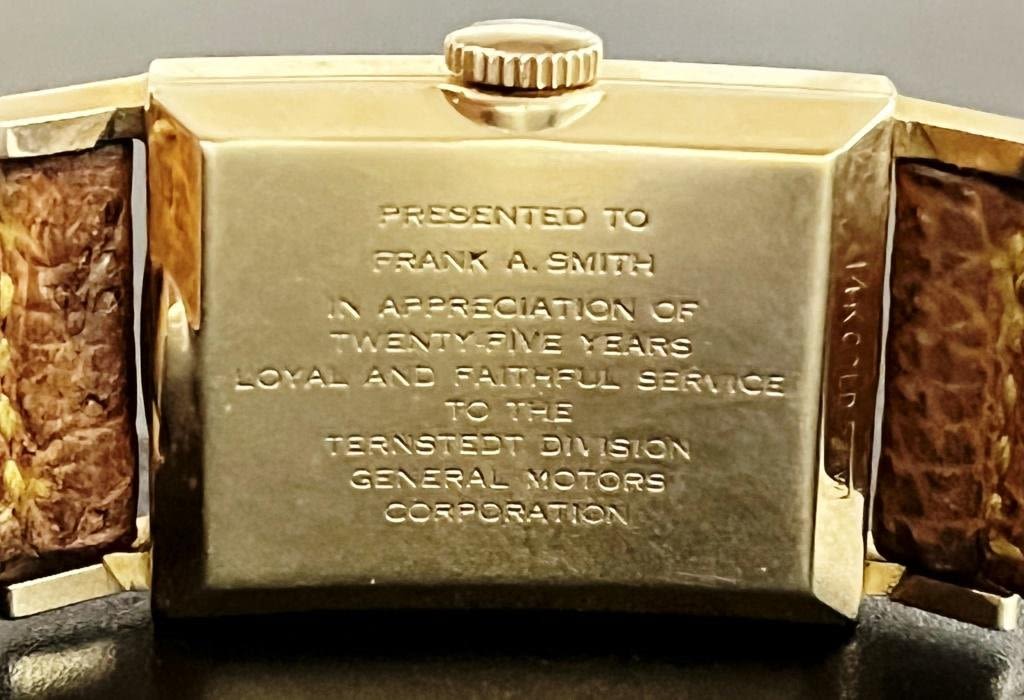 PRESENTED TO
FRANK A. SMITH
IN APPRECIATION OF
TWENTY-FIVE YEARS
LOYAL AND FAITHFUL SERVICE
TO THE
TERNSTEDT DIVISION
GENERAL MOTORS
CORPORATION